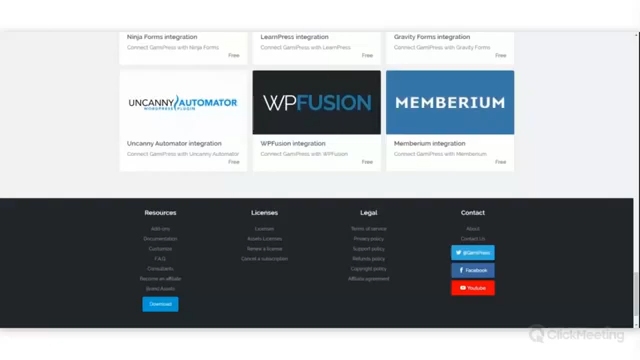 Ninja Forms integration
Connect GamiPress with Ninja Forms
Free
LearnPress integration
Connect GamiPress with LearnPress
Free
Gravity Forms integration
Connect GamiPress with Gravity Forms
Free
UNCANNY AUTOMATOR
WORDPRESS PLUGIN
Uncanny Automator integration
Connect GamiPress with Uncanny Automator
Free
WPFUSION
WPFusion integration
Connect GamiPress with WPFusion
Free
MEMBERIUM
Memberium integration
Connect GamiPress with Memberium.
Free
Resources
Add-ons
Documentation
Customize
F.A.Q.
Consultants
Become an affiliate
Brand Assets
Download
Licenses
Licenses
Assets Licenses
Renew a license
Cancel a subscription
Legal
Terms of service
Privacy policy
Support policy
Refunds policy
Copyright policy
Affiliate agreement
Contact
About
Contact Us
@GamiPress
Facebook
Youtube
ClickMeeting